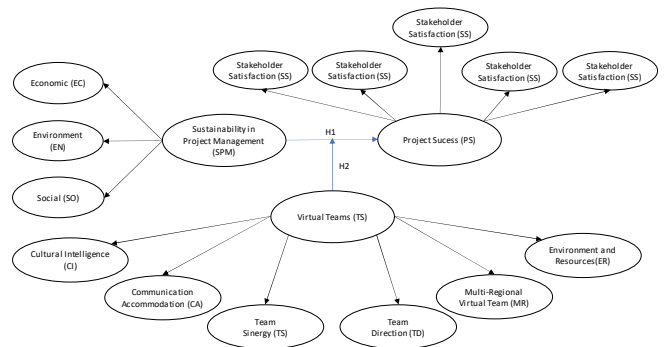 Stakeholder
Satisfaction (SS)
Stakeholder
Satisfaction (SS)
Stakeholder
Satisfaction (SS)
Stakeholder
Satisfaction (SS)
Stakeholder
Satisfaction (SS)
Economic (EC)
Environment
(EN)
Social (SO)
Sustainability in
Project Management
(SPM)
H1
Project Sucess (PS)
H2
Virtual Teams (TS)
Cultural Intelligence
(CI)
Communication
Accommodation (CA)
Team
Sinergy (TS)
Team
Direction (TD)
Multi-Regional
Virtual Team (MR)
Environment and
Resources(ER)